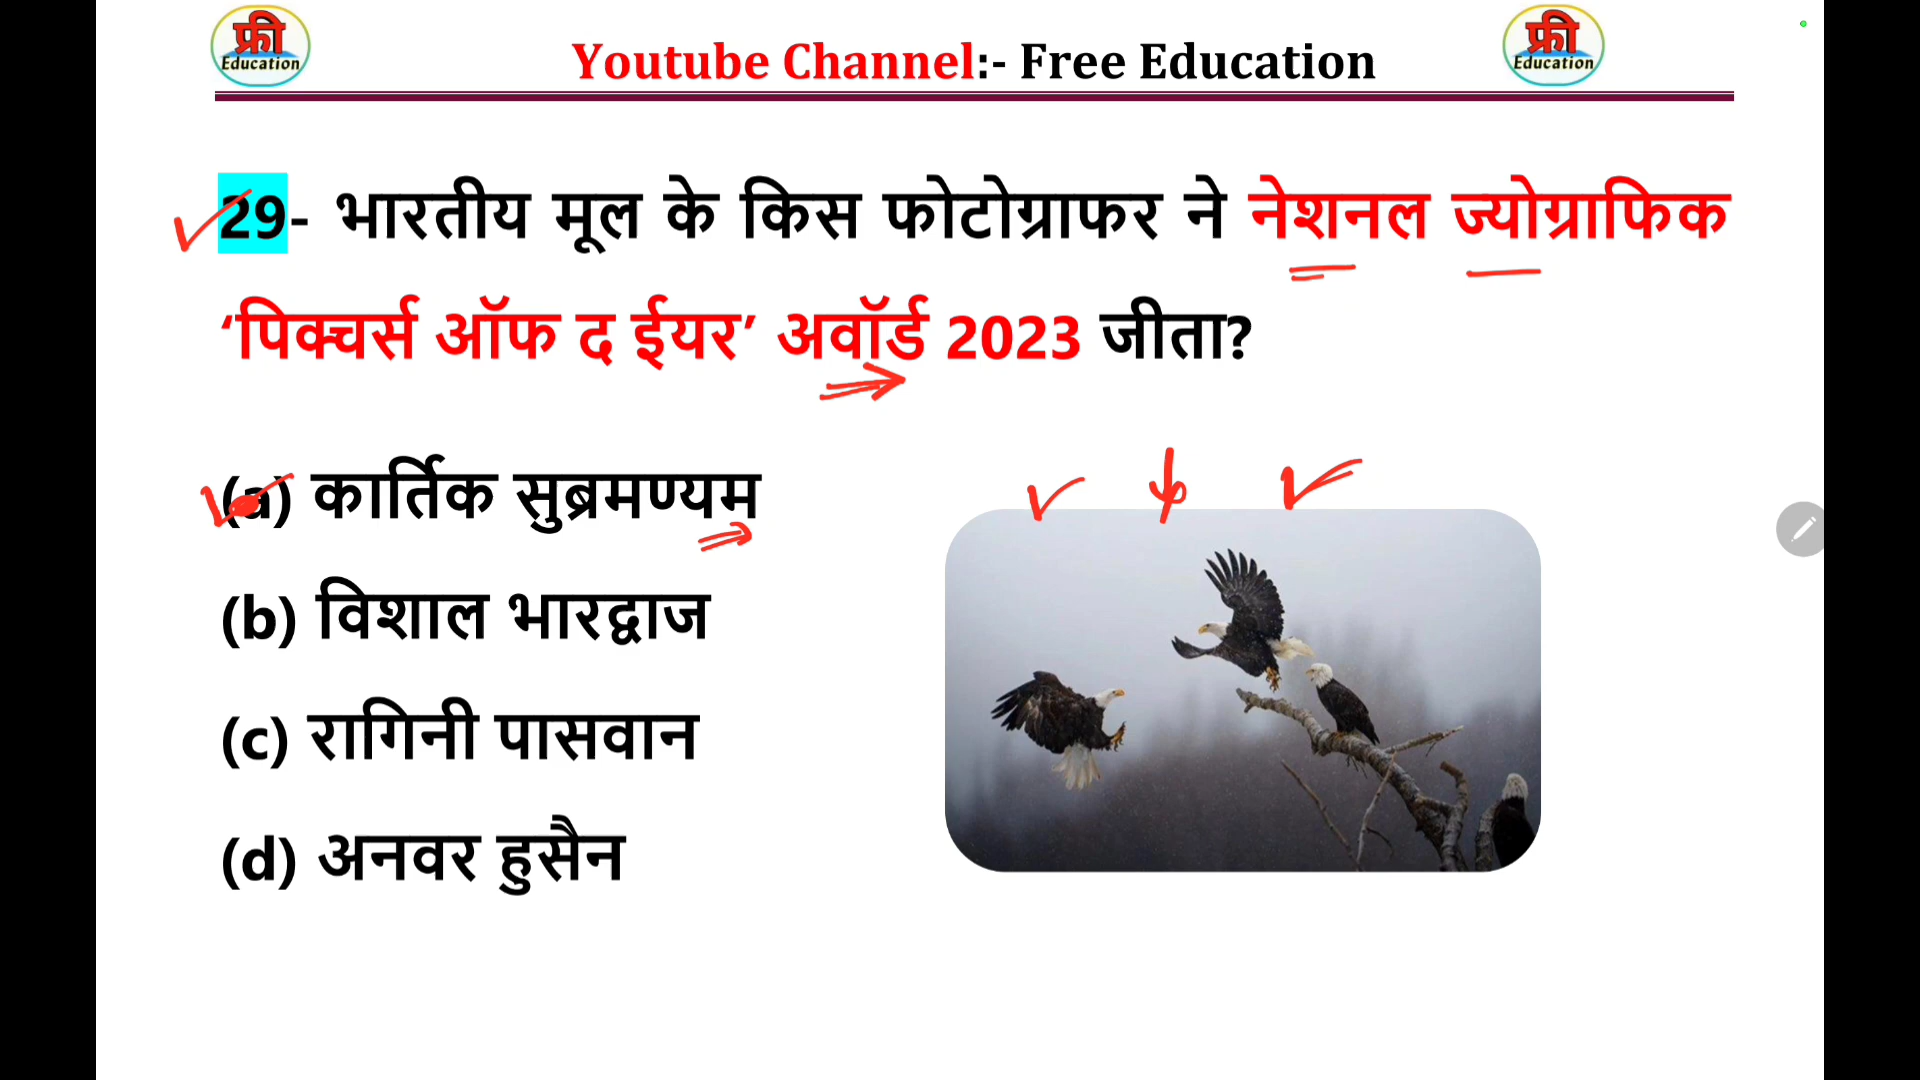 फ्री
Education
Youtube Channel:- Free Education
फ्री
Education
29- भारतीय मूल के किस फोटोग्राफर ने नेशनल ज्योग्राफिक
‘पिक्चर्स ऑफ द ईयर’ अवॉर्ड 2023 जीता?
(a) कार्तिक सुब्रमण्यम
(b) विशाल भारद्वाज
(c) रागिनी पासवान
(d) अनवर हुसैन